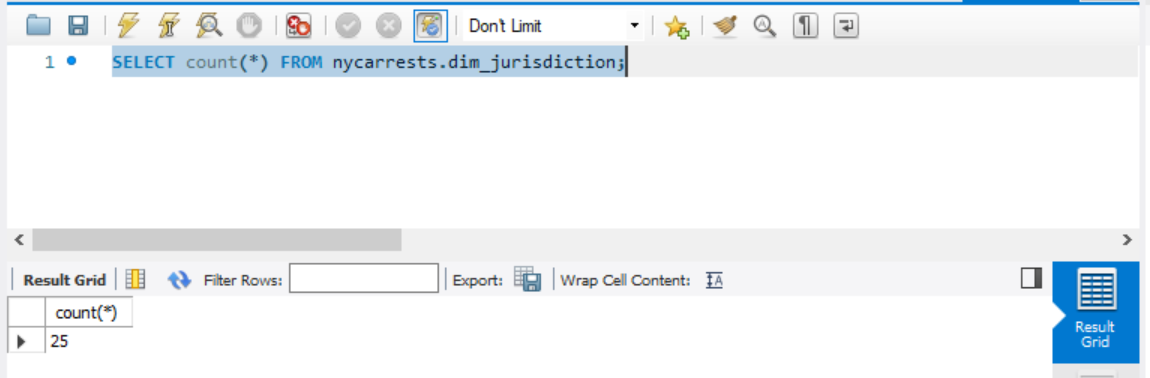 Don't Limit
1 SELECT count(*) FROM nycarrests.dim_jurisdiction;
Result Grid Filter Rows: Export: Wrap Cell Content:
count(*)
25
Result
Grid